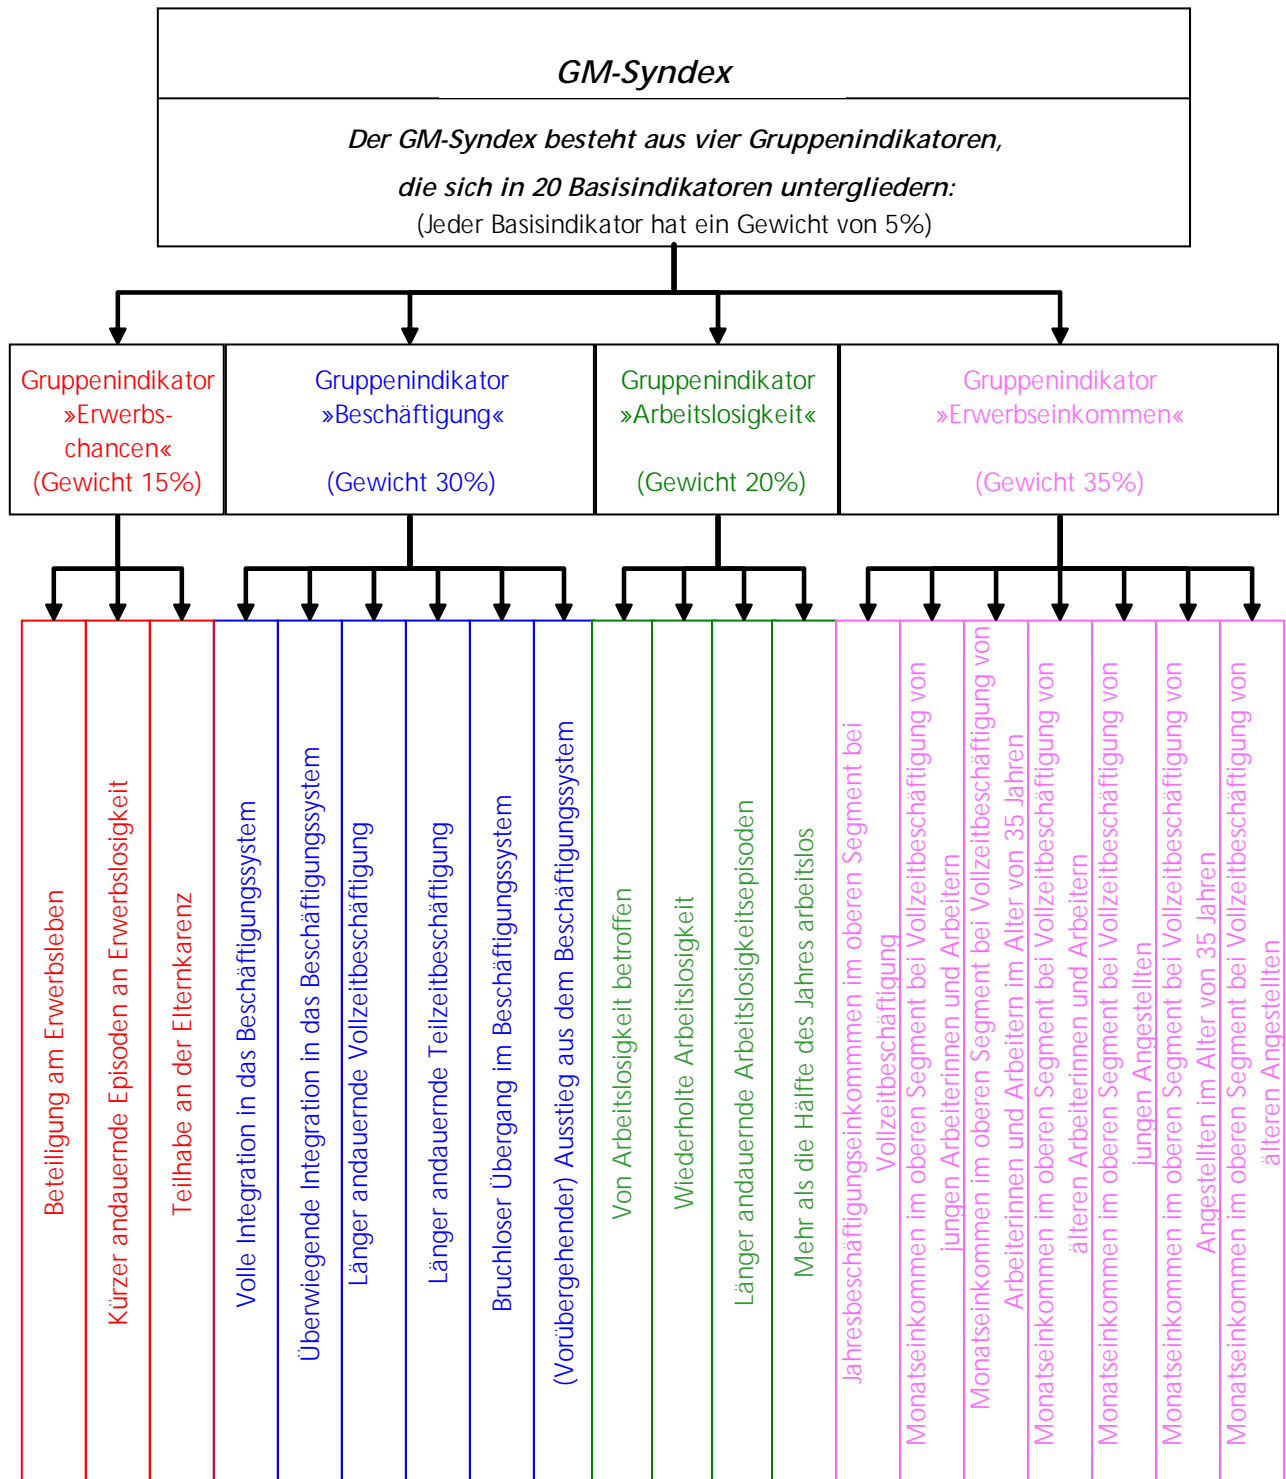 GM-Syndex
Der GM-Syndex besteht aus vier Gruppenindikatoren,
die sich in 20 Basisindikatoren untergliedern:
(Jeder Basisindikator hat ein Gewicht von 5%)
Gruppenindikator
»Erwerbs-
chancen«
(Gewicht 15%)
Gruppenindikator
»Beschäftigung«
(Gewicht 30%)
Gruppenindikator
»Arbeitslosigkeit«
(Gewicht 20%)
Gruppenindikator
»Erwerbseinkommen«
(Gewicht 35%)
Beteiligung am Erwerbsleben
Kürzer andauernde Episoden an Erwerbslosigkeit
Teilhabe an der Elternkarenz
Volle Integration in das Beschäftigungssystem
Überwiegende Integration in das Beschäftigungssystem
Länger andauernde Vollzeitbeschäftigung
Länger andauernde Teilzeitbeschäftigung
Bruchloser Übergang im Beschäftigungssystem
(Vorübergehender) Ausstieg aus dem Beschäftigungssystem
Von Arbeitslosigkeit betroffen
Wiederholte Arbeitslosigkeit
Länger andauernde Arbeitslosigkeitsepisoden
Mehr als die Hälfte des Jahres arbeitslos
Jahresbeschäftigungseinkommen im oberen Segment bei
Vollzeitbeschäftigung
Monatseinkommen im oberen Segment bei Vollzeitbeschäftigung von
jungen Arbeiterinnen und Arbeitern
Monatseinkommen im oberen Segment bei Vollzeitbeschäftigung von
Arbeiterinnen und Arbeitern im Alter von 35 Jahren
Monatseinkommen im oberen Segment bei Vollzeitbeschäftigung von
älteren Arbeiterinnen und Arbeitern
Monatseinkommen im oberen Segment bei Vollzeitbeschäftigung von
jungen Angestellten
Monatseinkommen im oberen Segment bei Vollzeitbeschäftigung von
Angestellten im Alter von 35 Jahren
Monatseinkommen im oberen Segment bei Vollzeitbeschäftigung von
älteren Angestellten